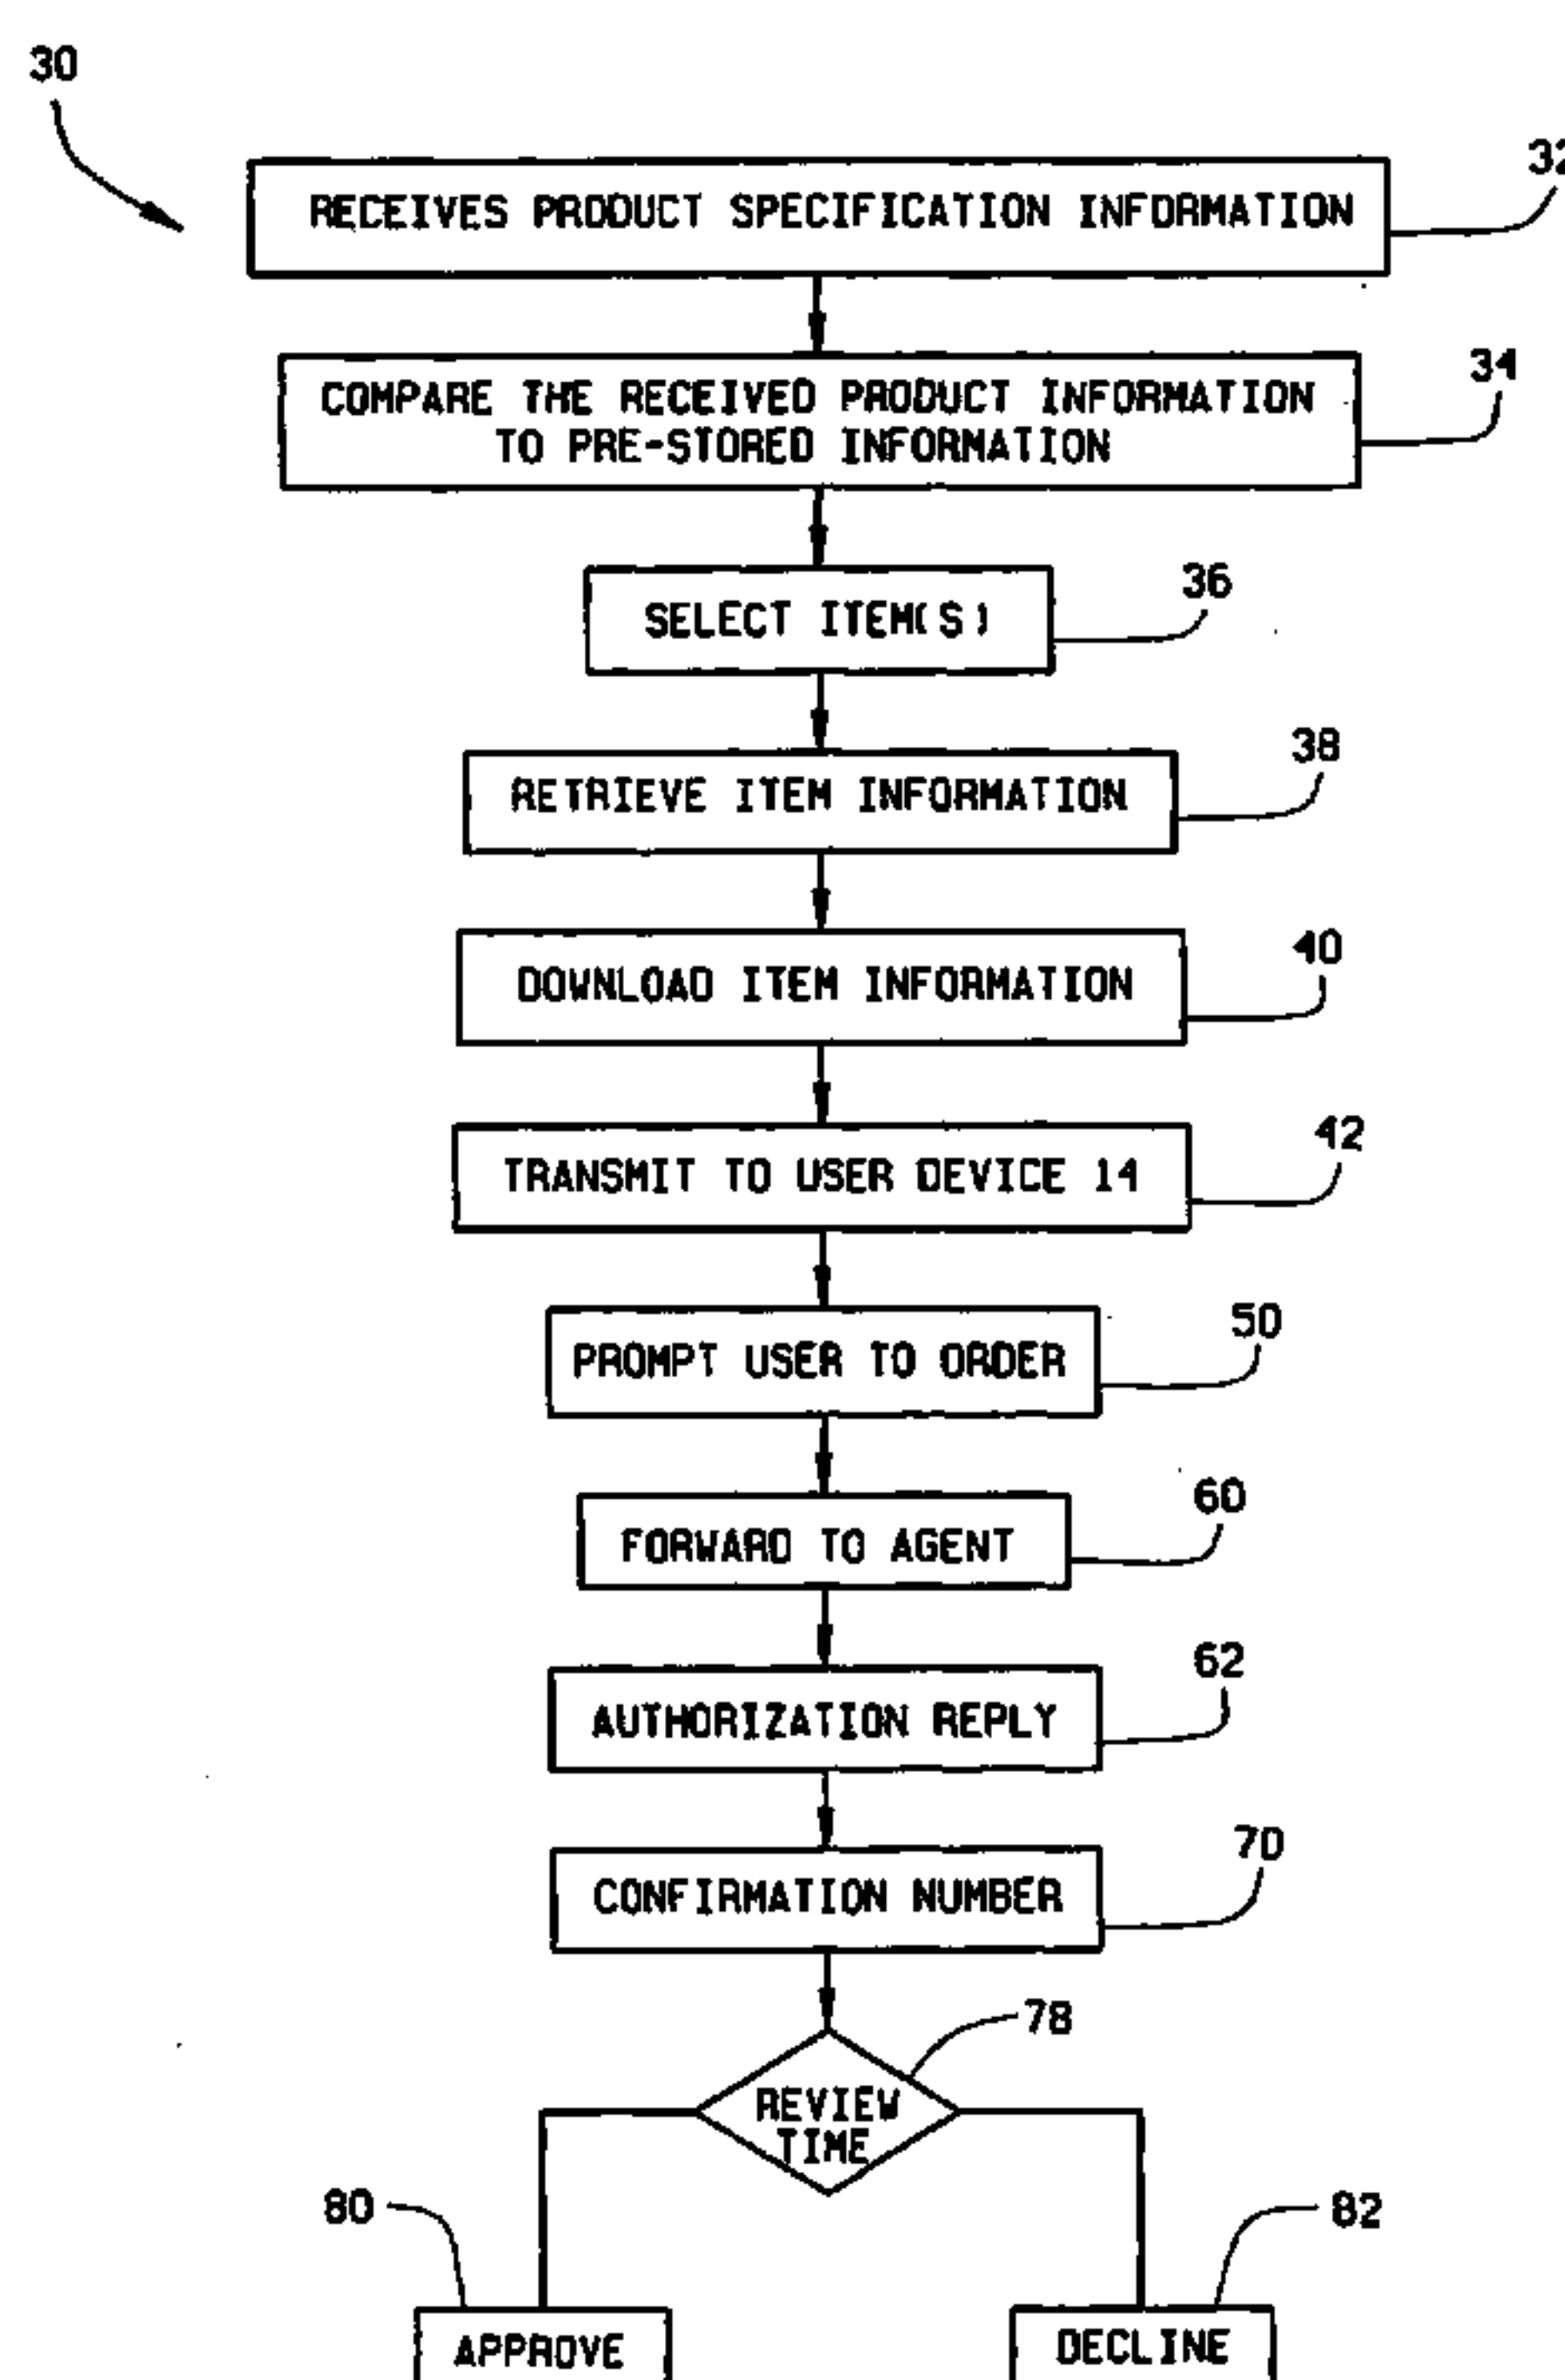 30
RECEIVES PRODUCT SPECIFICATION INFORMATION
32
COMPARE THE RECEIVED PRODUCT INFORMATION
TO PRE-STORED INFORMATION
34
SELECT ITEM(S)
36
RETRIEVE ITEM INFORMATION
38
DOWNLOAD ITEM INFORMATION
40
TRANSMIT TO USER DEVICE 14
42
PROMPT USER TO ORDER
50
FORWARD TO AGENT
60
AUTHORIZATION REPLY
62
CONFIRMATION NUMBER
70
REVIEW
TIME
78
80
APPROVE
82
DECLINE